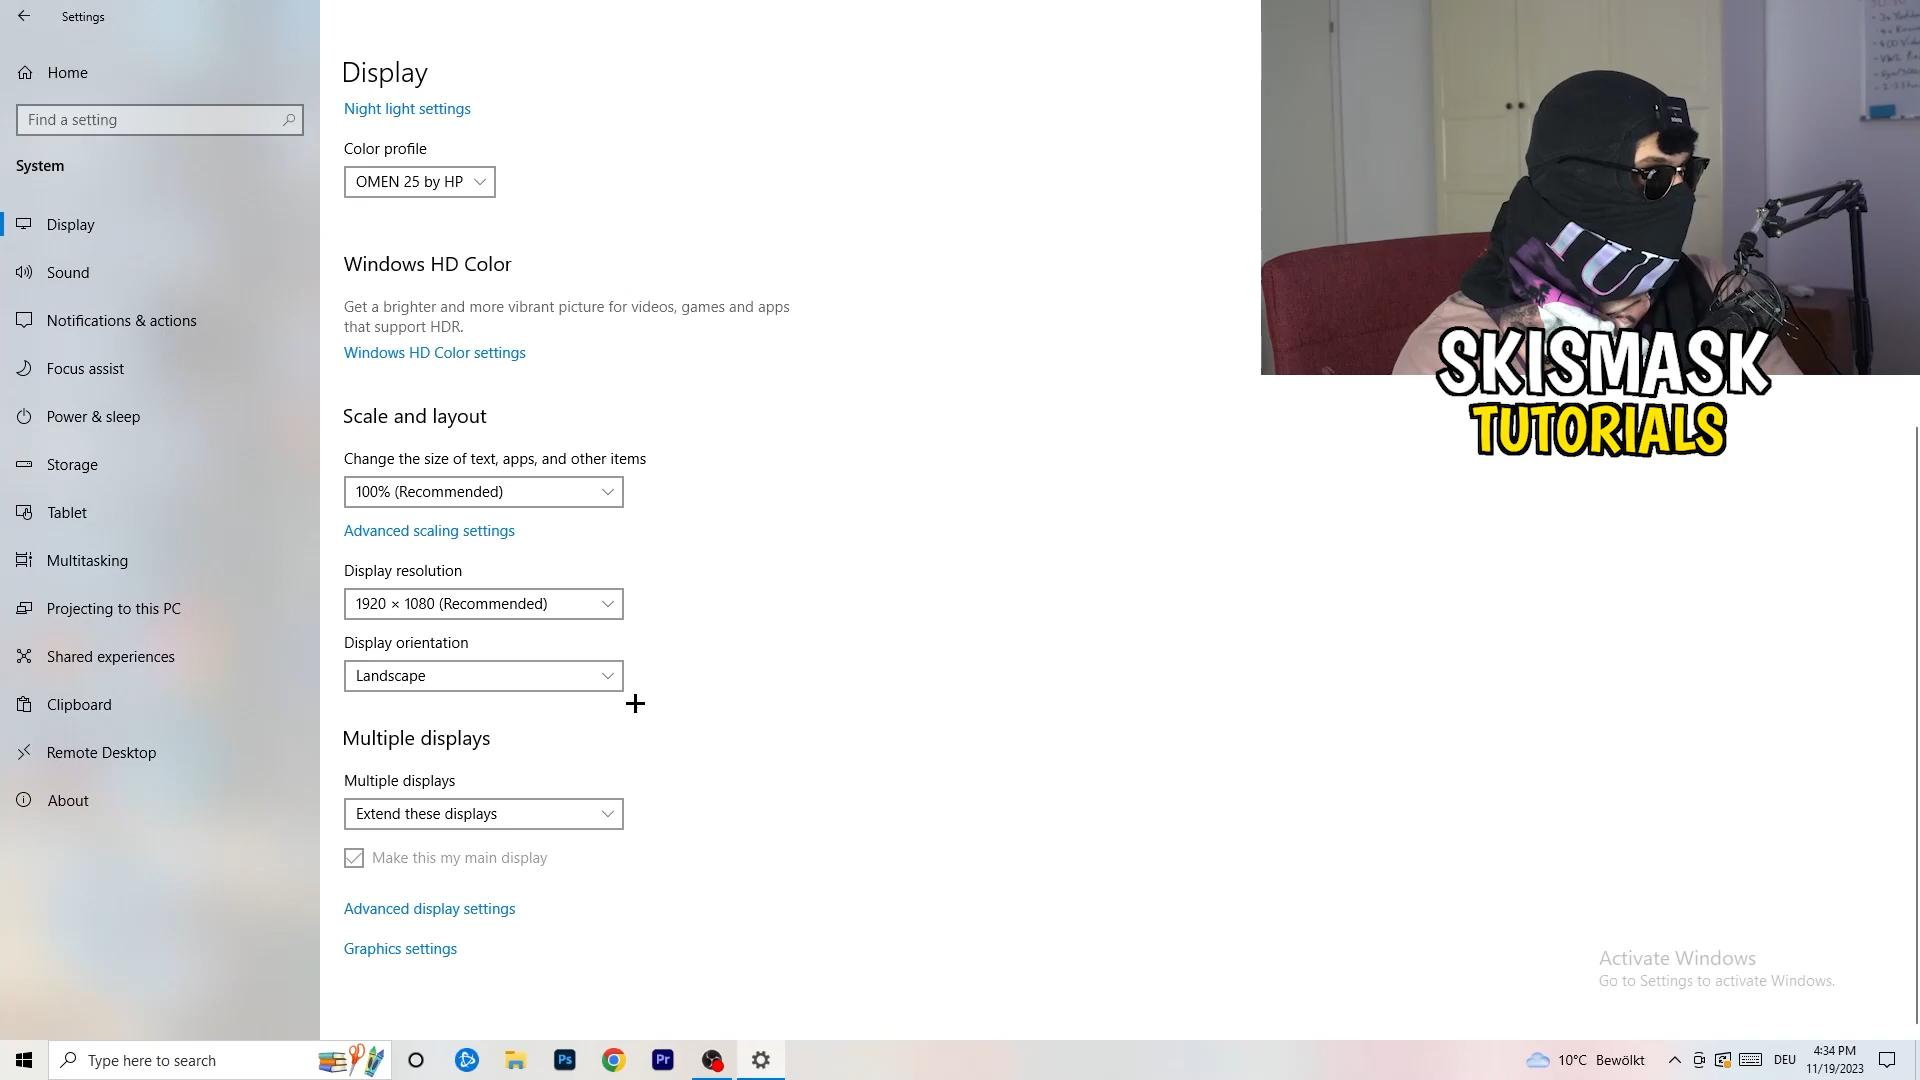 Settings
Home
Find a setting
System
Display
Sound
Notifications & actions
Focus assist
Power & sleep
Storage
Tablet
Multitasking
Projecting to this PC
Shared experiences
Clipboard
Remote Desktop
About
Display
Night light settings
Color profile
OMEN 25 by HP
Windows HD Color
Get a brighter and more vibrant picture for videos, games and apps
that support HDR.
Windows HD Color settings
Scale and layout
Change the size of text, apps, and other items
100% (Recommended)
Advanced scaling settings
Display resolution
1920 × 1080 (Recommended)
Display orientation
Landscape
Multiple displays
Multiple displays
Extend these displays
Make this my main display
Advanced display settings
Graphics settings
SKISMASK
TUTORIALS
Activate Windows
Go to Settings to activate Windows.
Type here to search
Ps
Pr
10°C Bewölkt
DEU
4:34 PM
11/19/2023